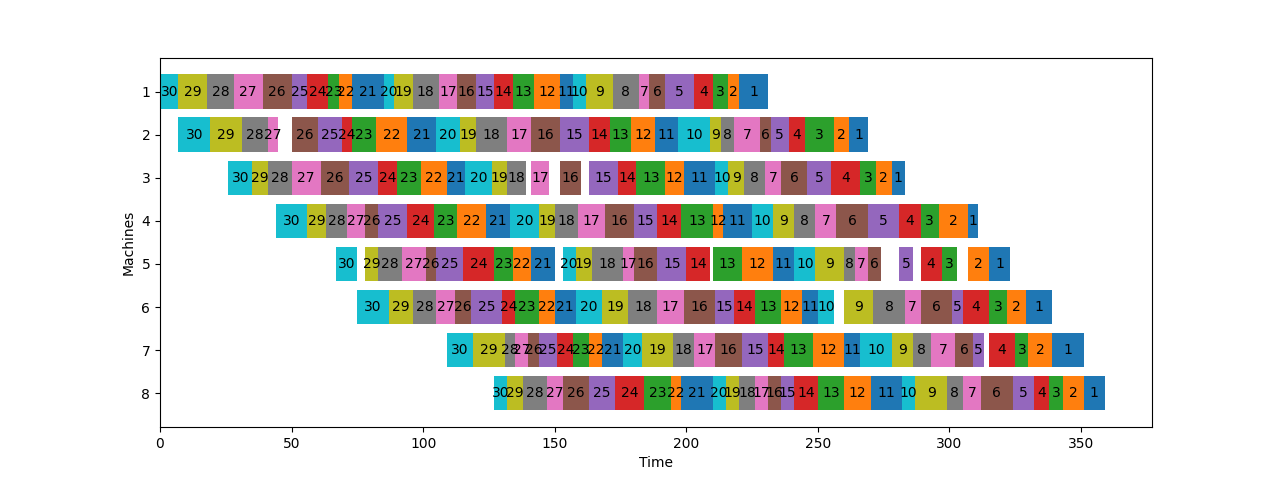 1 30 29 28 27 26 25 24 23 22 21 20 19 18 17 16 15 14 13 12 11 10 9 8 7 6 5 4 3 2 1
2 30 29 28 27 26 25 24 23 22 21 20 19 18 17 16 15 14 13 12 11 10 9 8 7 6 5 4 3 2 1
3 30 29 28 27 26 25 24 23 22 21 20 19 18 17 16 15 14 13 12 11 10 9 8 7 6 5 4 3 2 1
4 30 29 28 27 26 25 24 23 22 21 20 19 18 17 16 15 14 13 12 11 10 9 8 7 6 5 4 3 2 1
Machines
5 30 29 28 27 26 25 24 23 22 21 20 19 18 17 16 15 14 13 12 11 10 9 8 7 6 5 4 3 2 1
6 30 29 28 27 26 25 24 23 22 21 20 19 18 17 16 15 14 13 12 11 10 9 8 7 6 5 4 3 2 1
7 30 29 28 27 26 25 24 23 22 21 20 19 18 17 16 15 14 13 12 11 10 9 8 7 6 5 4 3 2 1
8 30 29 28 27 26 25 24 23 22 21 20 19 18 17 16 15 14 13 12 11 10 9 8 7 6 5 4 3 2 1
0 50 100 150 200 250 300 350
Time